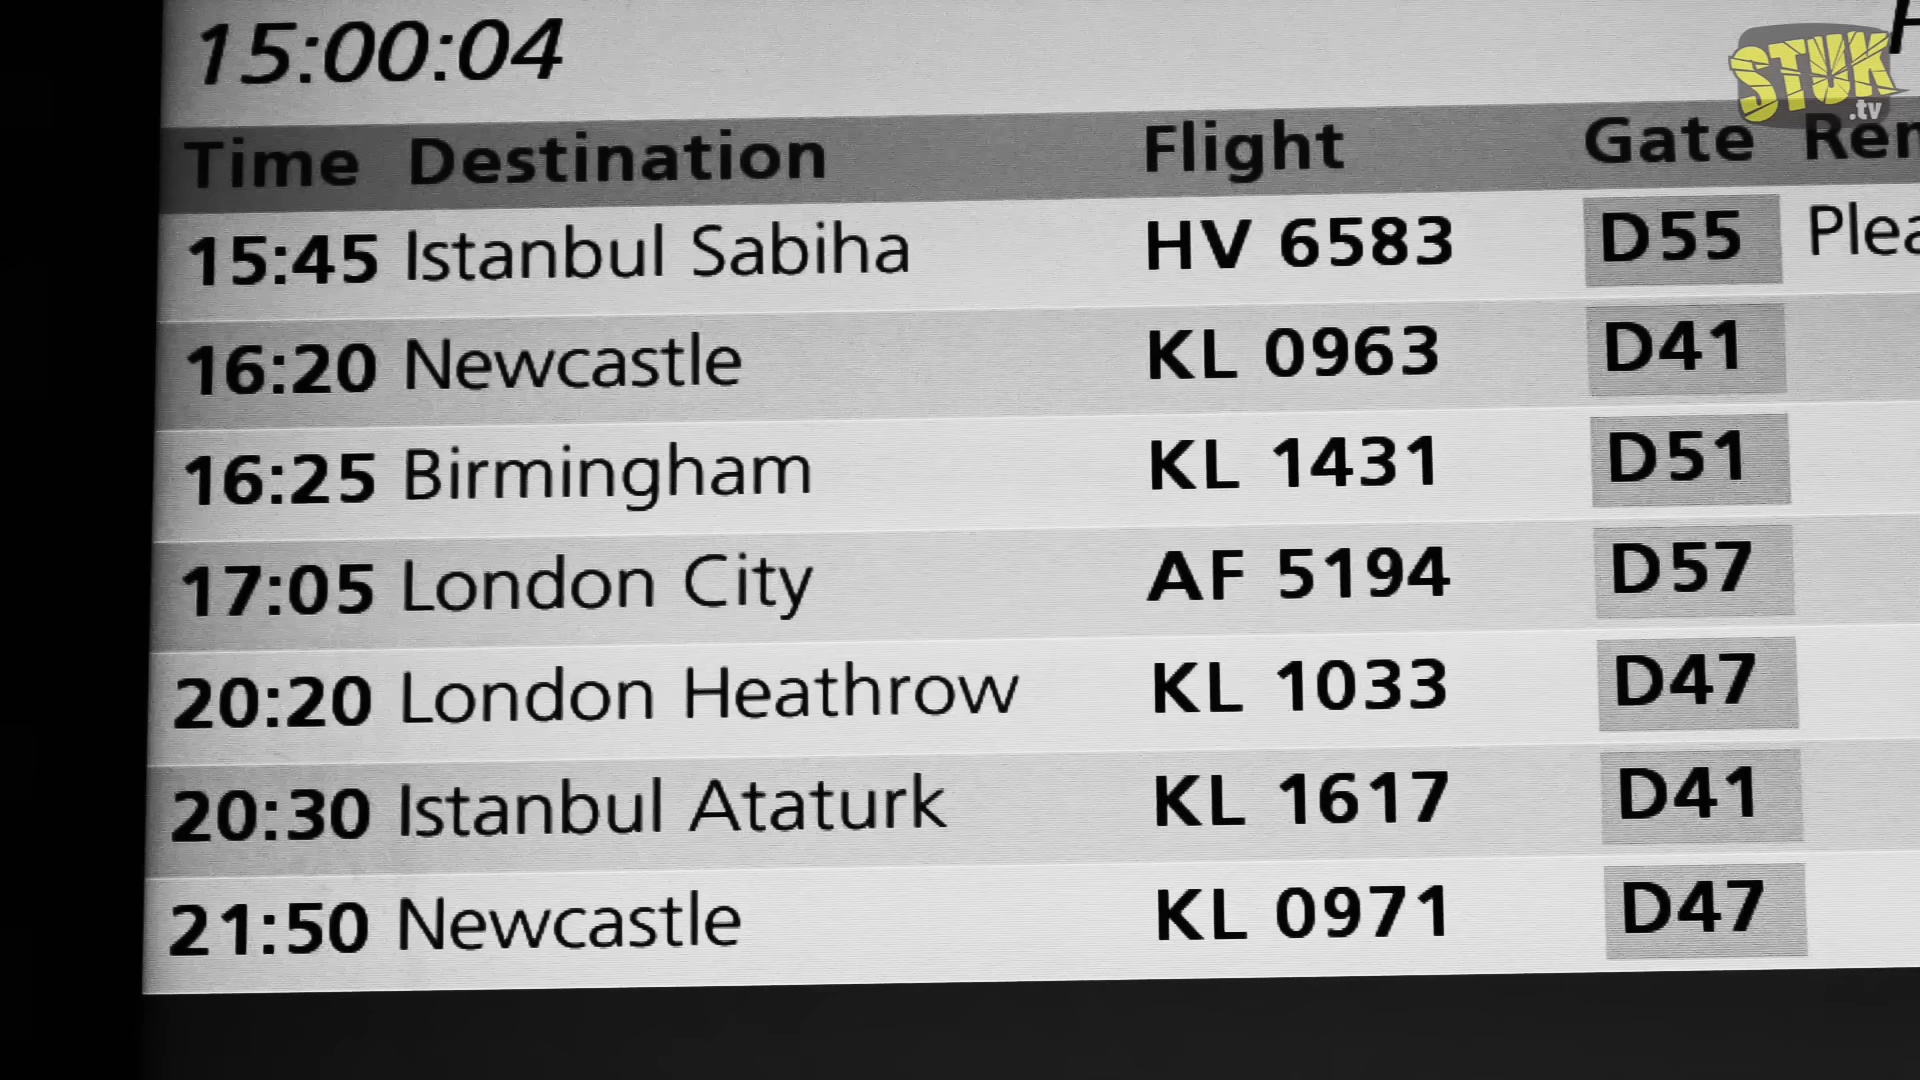 15:00:04
STUK
.tv
Time Destination Flight Gate
15:45 Istanbul Sabiha HV 6583 D55
16:20 Newcastle KL 0963 D41
16:25 Birmingham KL 1431 D51
17:05 London City AF 5194 D57
20:20 London Heathrow KL 1033 D47
20:30 Istanbul Ataturk KL 1617 D41
21:50 Newcastle KL 0971 D47